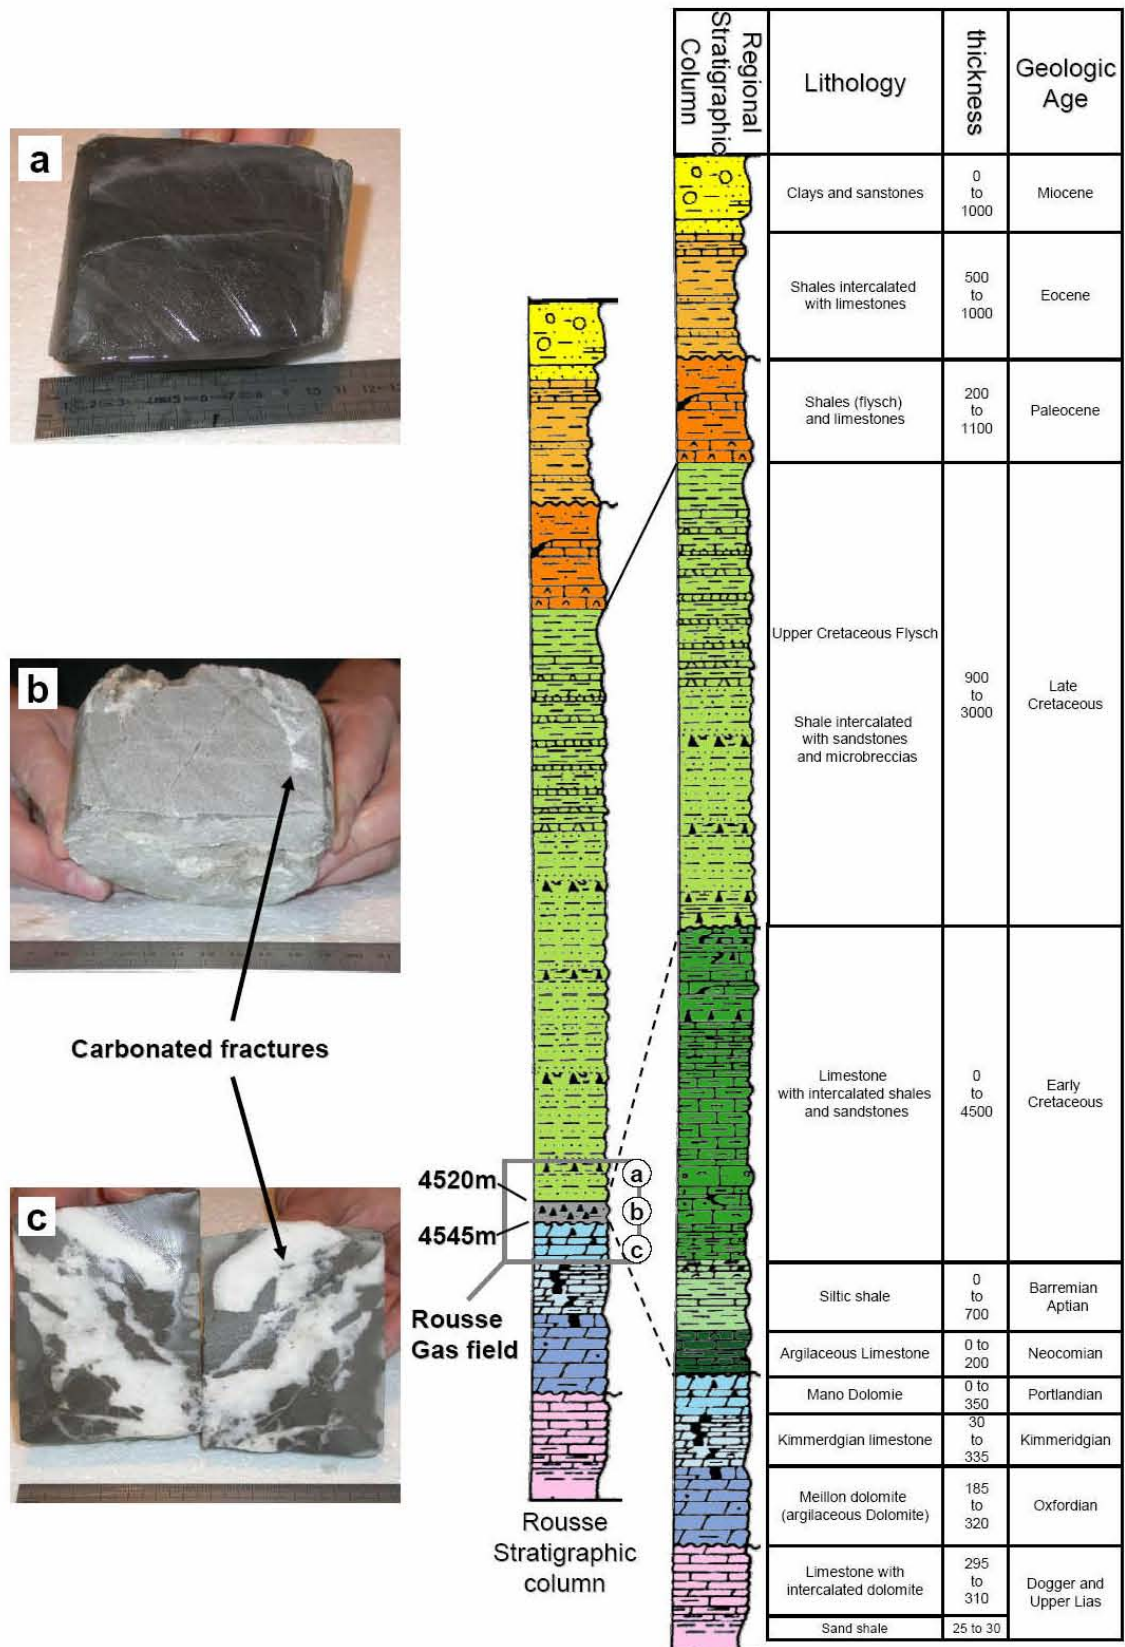 Regional
Stratigraphic
Column
Lithology
thickness
Geologic
Age
Clays and sanstones
0
to
1000
Miocene
Shales intercalated
with limestones
500
to
1000
Eocene
Shales (flysch)
and limestones
200
to
1100
Paleocene
Upper Cretaceous Flysch
Shale intercalated
with sandstones
and microbreccias
900
to
3000
Late
Cretaceous
Limestone
with intercalated shales
and sandstones
0
to
4500
Early
Cretaceous
Siltic shale
0
to
700
Barremian
Aptian
Argilaceous Limestone
0 to
200
Neocomian
Mano Dolomie
0 to
350
Portlandian
Kimmerdgian limestone
30
to
335
Kimmeridgian
Meillon dolomite
(argilaceous Dolomite)
185
to
320
Oxfordian
Limestone with
intercalated dolomite
295
to
310
Dogger and
Upper Lias
Sand shale
25 to 30
a
b
Carbonated fractures
c
4520m
4545m
a
b
c
Rousse
Gas field
Rousse
Stratigraphic
column